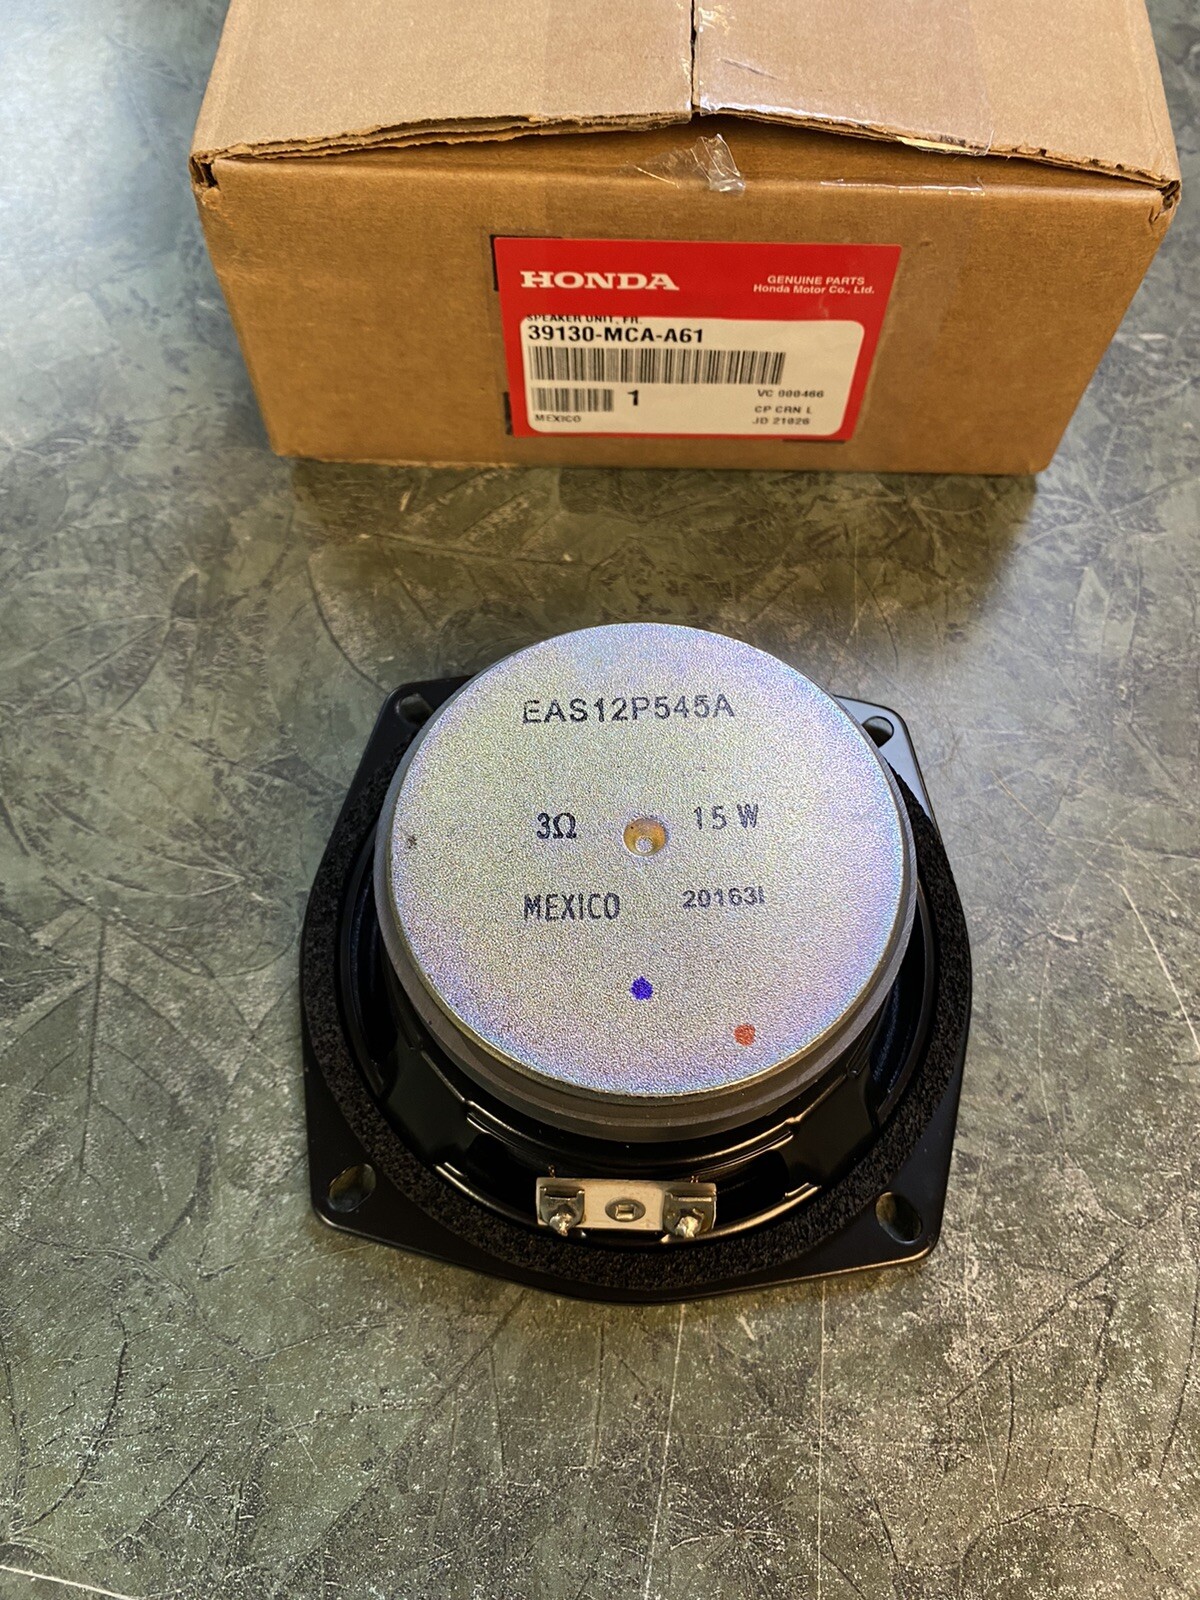 HONDA
GENUINE PARTS
Honda Motor Co., Ltd.
SPEAKER UNIT, FR.
39130-MCA-A61
1
VC 000466
MEXICO
CP CRN L
JD 21026
EAS12P545A
3Ω
15 W
MEXICO
20163I